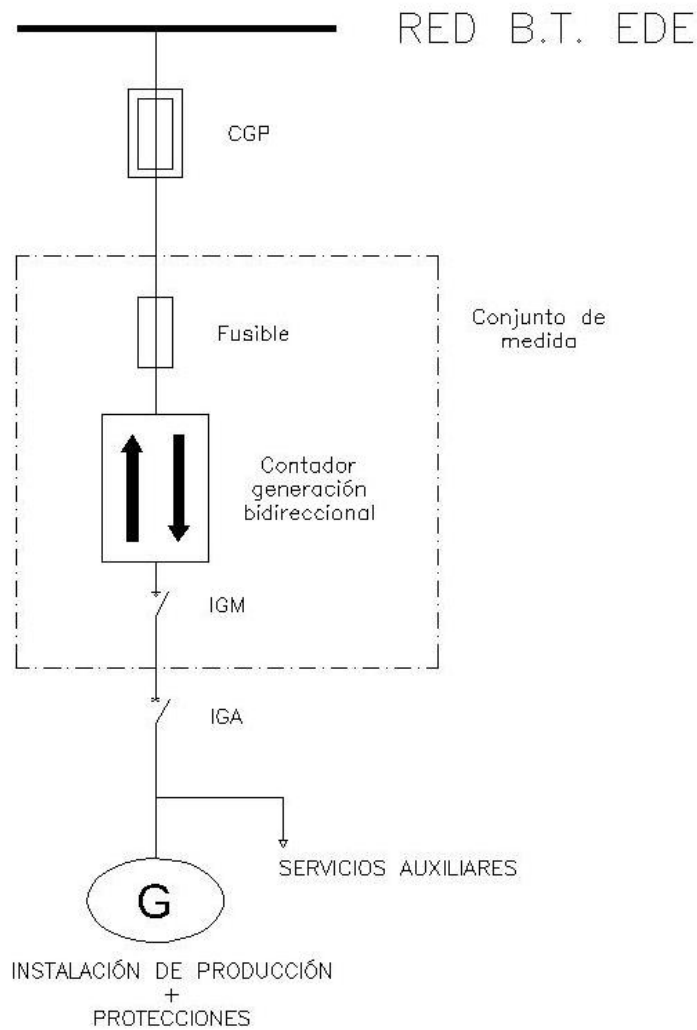 RED B.T. EDE
CGP
Fusible
Conjunto de
medida
Contador
generación
bidireccional
IGM
IGA
SERVICIOS AUXILIARES
G
INSTALACIÓN DE PRODUCCIÓN
+
PROTECCIONES